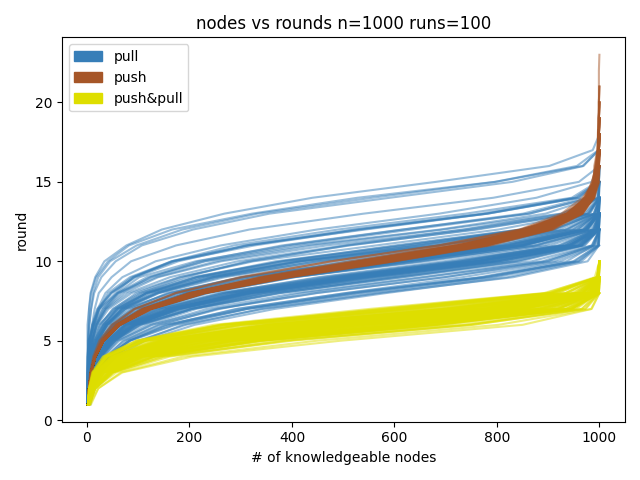 nodes vs rounds n=1000 runs=100
pull
push
push&pull
20
15
10
5
0
round
0 200 400 600 800 1000
# of knowledgeable nodes